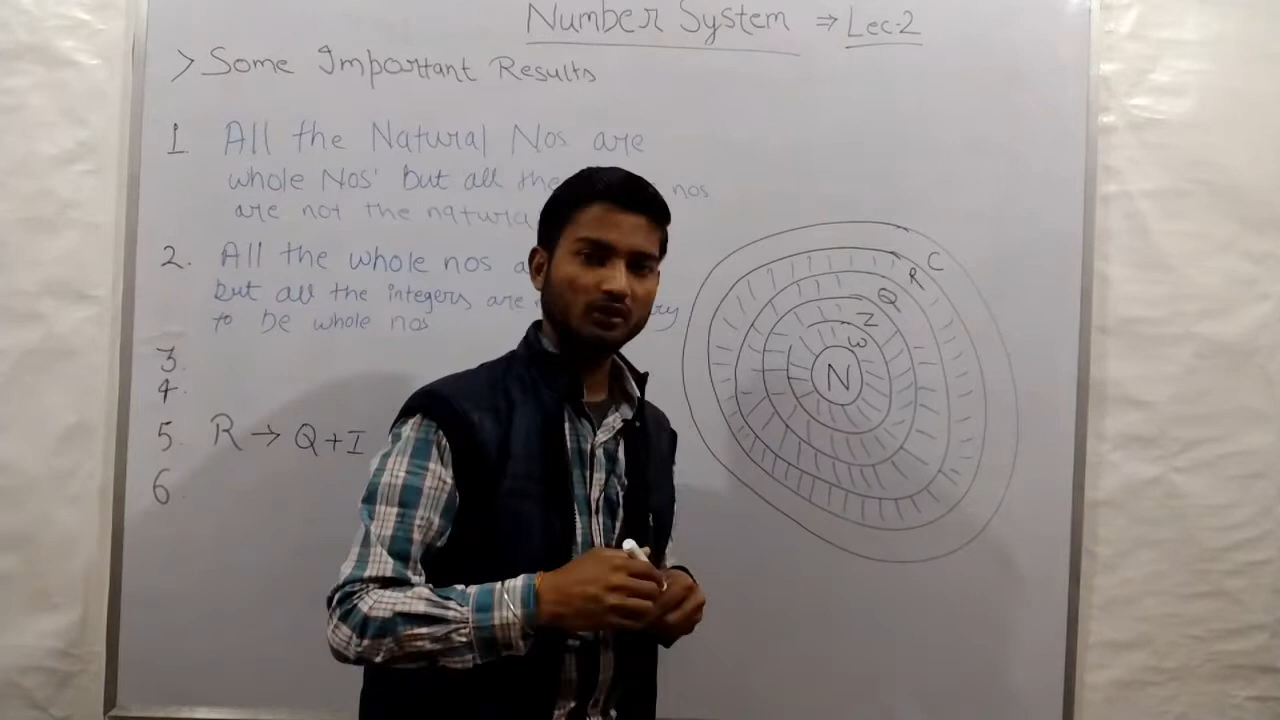 Number System ⇒ Lec-2
> Some Important Results
1. All the Natural Nos are
whole Nos' but all the nos
are not the natura
2. All the whole nos a
but all the integers are ry
to be whole nos
3.
4.
5. R → Q+I
6.
C
R
Q
Z
W
N